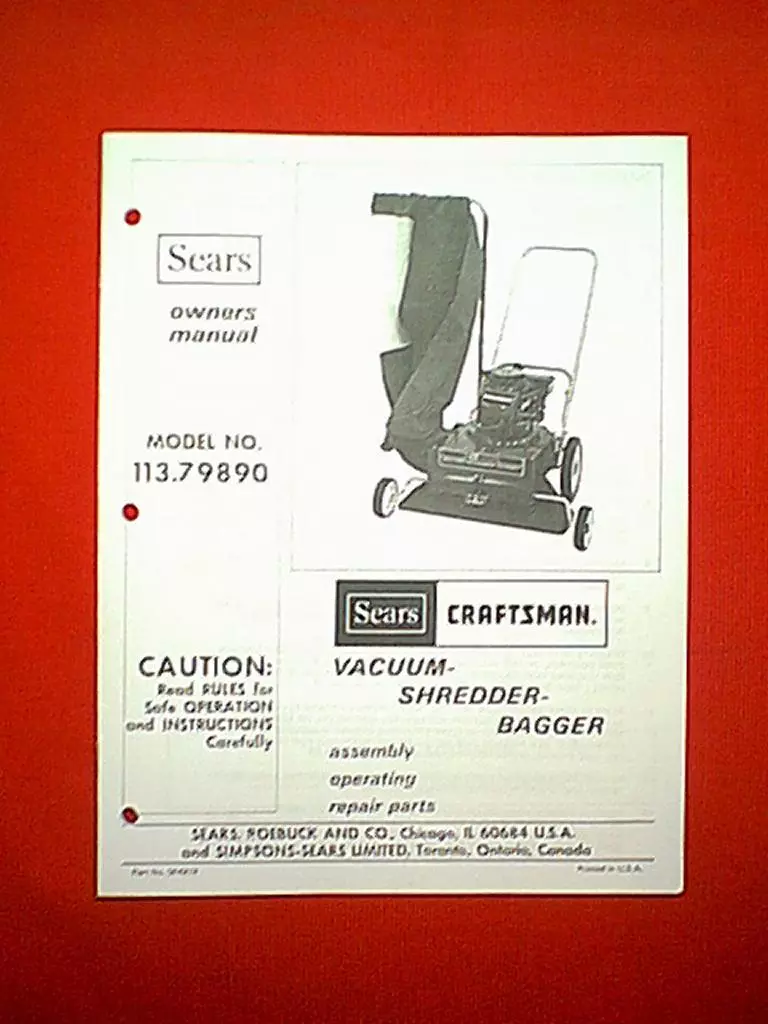 Sears
owners
manual
MODEL NO.
113.79890
CAUTION:
Read RULES for
Safe OPERATION
and INSTRUCTIONS
Carefully
Sears CRAFTSMAN.
VACUUM-
SHREDDER-
BAGGER
assembly
operating
repair parts
SEARS, ROEBUCK AND CO., Chicago, IL 60684 U.S.A.
and SIMPSONS-SEARS LIMITED, Toronto, Ontario, Canada
Part No.
Printed in U.S.A.